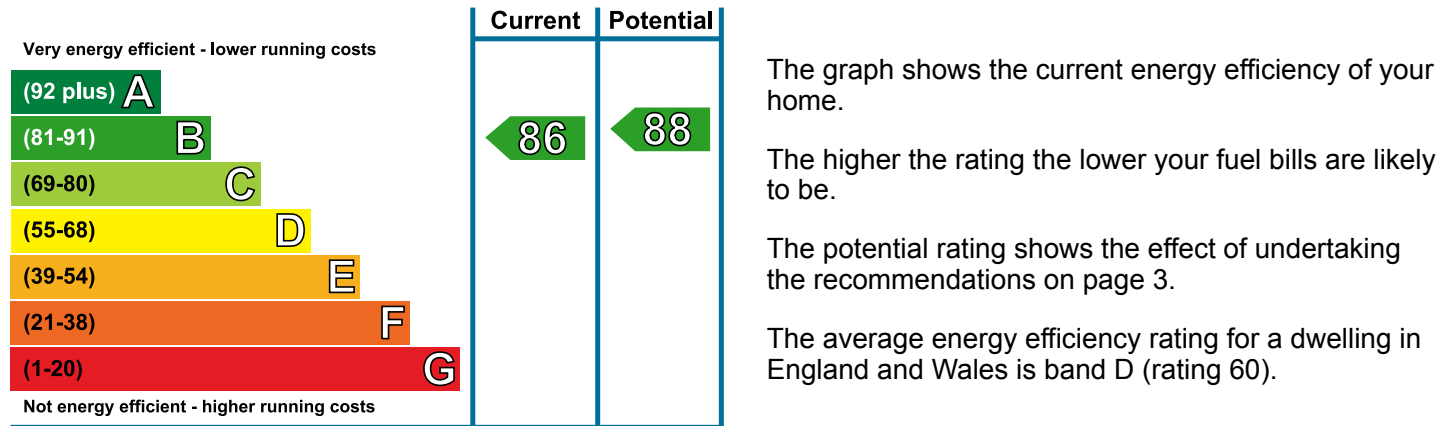 Current Potential
Very energy efficient - lower running costs
(92 plus) A
(81-91) B
86 88
(69-80) C
(55-68) D
(39-54) E
(21-38) F
(1-20) G
Not energy efficient - higher running costs
The graph shows the current energy efficiency of your
home.
The higher the rating the lower your fuel bills are likely
to be.
The potential rating shows the effect of undertaking
the recommendations on page 3.
The average energy efficiency rating for a dwelling in
England and Wales is band D (rating 60).